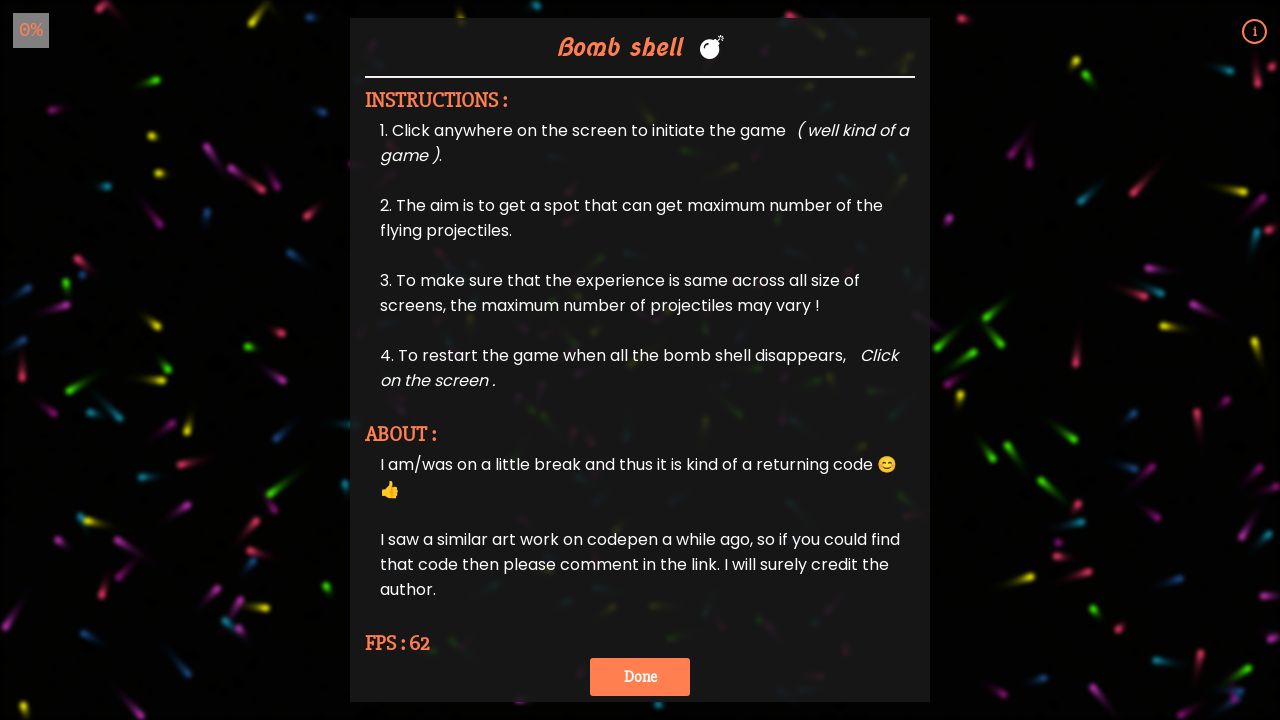 0%
Bomb shell 💣
i
INSTRUCTIONS :
1. Click anywhere on the screen to initiate the game ( well kind of a
game ).
2. The aim is to get a spot that can get maximum number of the
flying projectiles.
3. To make sure that the experience is same across all size of
screens, the maximum number of projectiles may vary !
4. To restart the game when all the bomb shell disappears, Click
on the screen .
ABOUT :
I am/was on a little break and thus it is kind of a returning code 😊
👍
I saw a similar art work on codepen a while ago, so if you could find
that code then please comment in the link. I will surely credit the
author.
FPS : 62
Done